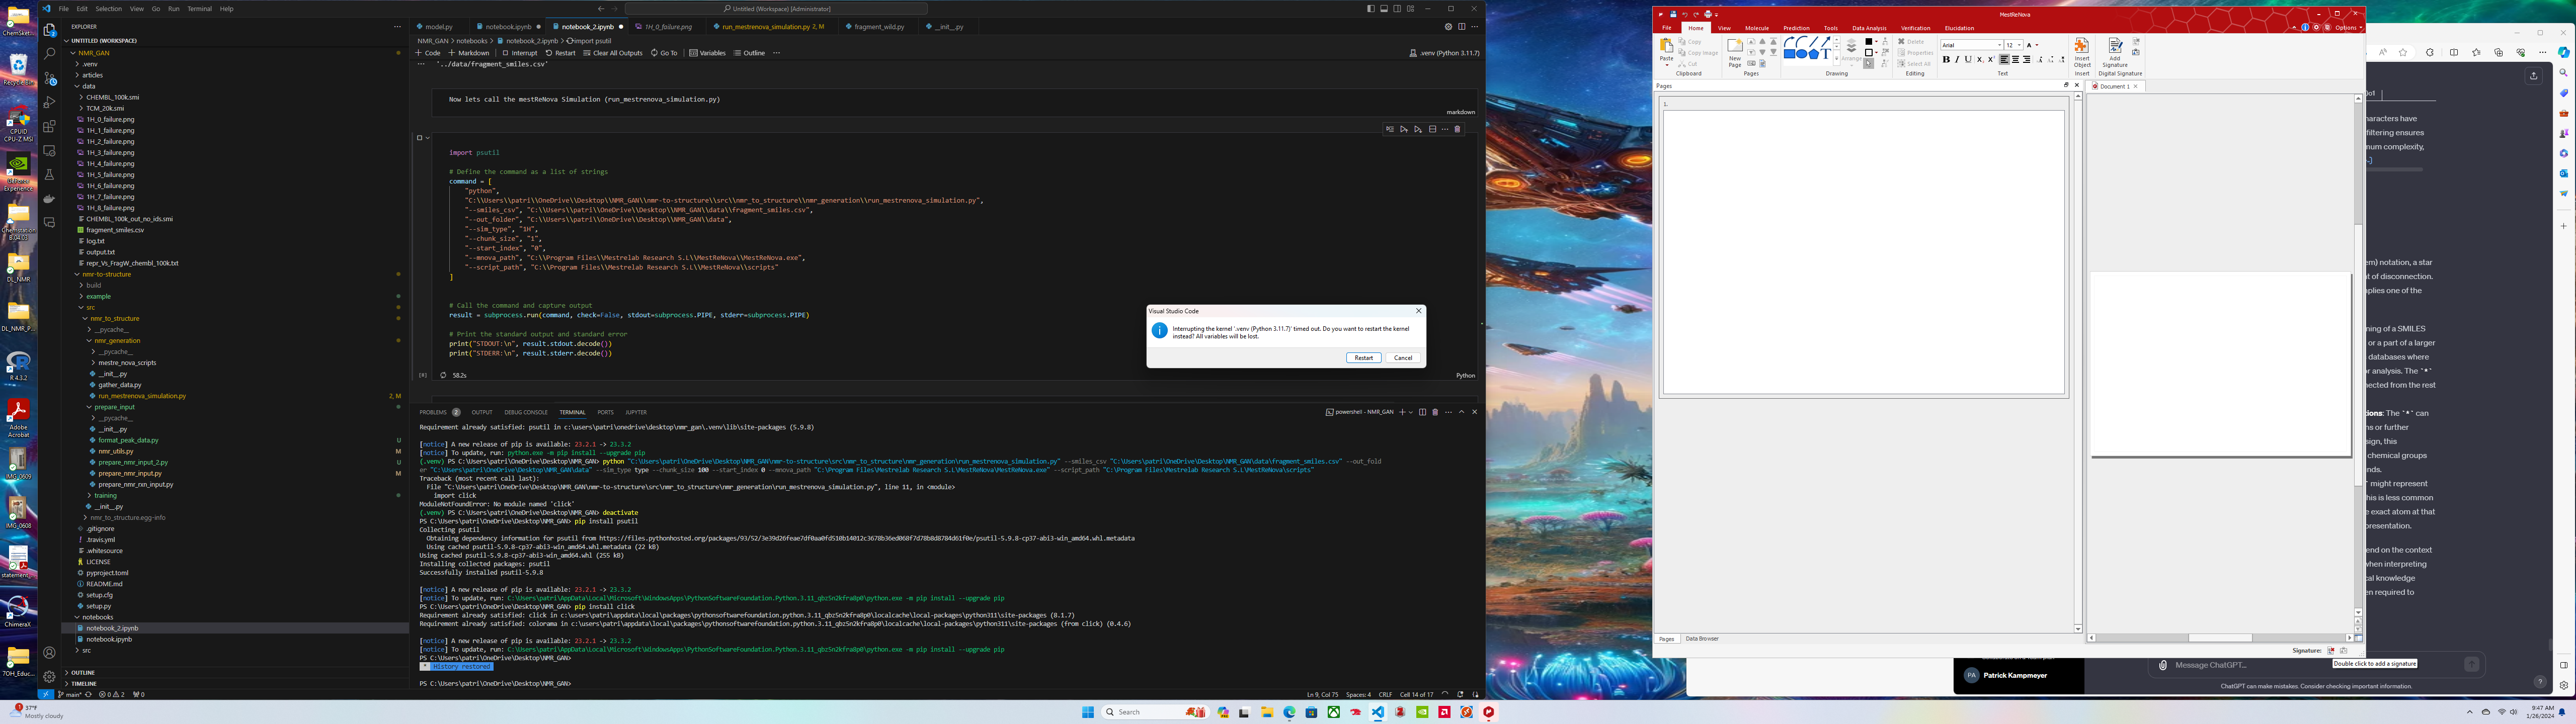 File Edit Selection View Go Run Terminal Help
Untitled (Workspace) [Administrator]
EXPLORER
UNTITLED (WORKSPACE)
NMR_GAN
.venv
articles
data
CHEMBL_100k.smi
TCM_20k.smi
1H_0_failure.png
1H_1_failure.png
1H_2_failure.png
1H_3_failure.png
1H_4_failure.png
1H_5_failure.png
1H_6_failure.png
1H_7_failure.png
1H_8_failure.png
CHEMBL_100k_out_no_ids.smi
fragment_smiles.csv
log.txt
output.txt
repr_Vs_FragW_chembl_100k.txt
nmr-to-structure
build
example
src
nmr_to_structure
__pycache__
nmr_generation
__pycache__
mestre_nova_scripts
__init__.py
gather_data.py
run_mestrenova_simulation.py 2, M
prepare_input
__pycache__
__init__.py
format_peak_data.py U
nmr_utils.py M
prepare_nmr_input_2.py U
prepare_nmr_input.py M
prepare_nmr_rxn_input.py
training
__init__.py
nmr_to_structure.egg-info
.gitignore
.travis.yml
.whitesource
LICENSE
pyproject.toml
README.md
setup.cfg
setup.py
notebooks
notebook_2.ipynb
notebook.ipynb
src
OUTLINE
TIMELINE
model.py notebook.ipynb notebook_2.ipynb 1H_0_failure.png run_mestrenova_simulation.py 2, M fragment_wild.py __init__.py
NMR_GAN > notebooks > notebook_2.ipynb > import psutil
+ Code + Markdown Interrupt Restart Clear All Outputs Go To Variables Outline ... .venv (Python 3.11.7)
'../data/fragment_smiles.csv'
Now lets call the mestReNova Simulation (run_mestrenova_simulation.py)
markdown
import psutil
# Define the command as a list of strings
command = [
"python",
"C:\\Users\\patri\\OneDrive\\Desktop\\NMR_GAN\\nmr-to-structure\\src\\nmr_to_structure\\nmr_generation\\run_mestrenova_simulation.py",
"--smiles_csv", "C:\\Users\\patri\\OneDrive\\Desktop\\NMR_GAN\\data\\fragment_smiles.csv",
"--out_folder", "C:\\Users\\patri\\OneDrive\\Desktop\\NMR_GAN\\data",
"--sim_type", "1H",
"--chunk_size", "1",
"--start_index", "0",
"--mnova_path", "C:\\Program Files\\Mestrelab Research S.L\\MestReNova\\MestReNova.exe",
"--script_path", "C:\\Program Files\\Mestrelab Research S.L\\MestReNova\\scripts"
]
# Call the command and capture output
result = subprocess.run(command, check=False, stdout=subprocess.PIPE, stderr=subprocess.PIPE)
# Print the standard output and standard error
print("STDOUT:\n", result.stdout.decode())
print("STDERR:\n", result.stderr.decode())
58.2s
Python
Visual Studio Code
Interrupting the kernel '.venv (Python 3.11.7)' timed out. Do you want to restart the kernel
instead? All variables will be lost.
Restart Cancel
PROBLEMS 2 OUTPUT DEBUG CONSOLE TERMINAL PORTS JUPYTER
powershell - NMR_GAN
Requirement already satisfied: psutil in c:\users\patri\onedrive\desktop\nmr_gan\.venv\lib\site-packages (5.9.8)
[notice] A new release of pip is available: 23.2.1 -> 23.3.2
[notice] To update, run: python.exe -m pip install --upgrade pip
(.venv) PS C:\Users\patri\OneDrive\Desktop\NMR_GAN> python "C:\Users\patri\OneDrive\Desktop\NMR_GAN\nmr-to-structure\src\nmr_to_structure\nmr_generation\run_mestrenova_simulation.py" --smiles_csv "C:\Users\patri\OneDrive\Desktop\NMR_GAN\data\fragment_smiles.csv" --out_fold
er "C:\Users\patri\OneDrive\Desktop\NMR_GAN\data" --sim_type type --chunk_size 100 --start_index 0 --mnova_path "C:\Program Files\Mestrelab Research S.L\MestReNova\MestReNova.exe" --script_path "C:\Program Files\Mestrelab Research S.L\MestReNova\scripts"
Traceback (most recent call last):
File "C:\Users\patri\OneDrive\Desktop\NMR_GAN\nmr-to-structure\src\nmr_to_structure\nmr_generation\run_mestrenova_simulation.py", line 11, in <module>
import click
ModuleNotFoundError: No module named 'click'
(.venv) PS C:\Users\patri\OneDrive\Desktop\NMR_GAN> deactivate
PS C:\Users\patri\OneDrive\Desktop\NMR_GAN> pip install psutil
Collecting psutil
Obtaining dependency information for psutil from https://files.pythonhosted.org/packages/93/52/3e39d26feae7df0aa0fd510b14012c3678b36ed068f7d78b8d8784d61f0e/psutil-5.9.8-cp37-abi3-win_amd64.whl.metadata
Using cached psutil-5.9.8-cp37-abi3-win_amd64.whl.metadata (22 kB)
Using cached psutil-5.9.8-cp37-abi3-win_amd64.whl (255 kB)
Installing collected packages: psutil
Successfully installed psutil-5.9.8
[notice] A new release of pip is available: 23.2.1 -> 23.3.2
[notice] To update, run: C:\Users\patri\AppData\Local\Microsoft\WindowsApps\PythonSoftwareFoundation.Python.3.11_qbz5n2kfra8p0\python.exe -m pip install --upgrade pip
PS C:\Users\patri\OneDrive\Desktop\NMR_GAN> pip install click
Requirement already satisfied: click in c:\users\patri\appdata\local\packages\pythonsoftwarefoundation.python.3.11_qbz5n2kfra8p0\localcache\local-packages\python311\site-packages (8.1.7)
Requirement already satisfied: colorama in c:\users\patri\appdata\local\packages\pythonsoftwarefoundation.python.3.11_qbz5n2kfra8p0\localcache\local-packages\python311\site-packages (from click) (0.4.6)
[notice] A new release of pip is available: 23.2.1 -> 23.3.2
[notice] To update, run: C:\Users\patri\AppData\Local\Microsoft\WindowsApps\PythonSoftwareFoundation.Python.3.11_qbz5n2kfra8p0\python.exe -m pip install --upgrade pip
PS C:\Users\patri\OneDrive\Desktop\NMR_GAN>
* History restored
PS C:\Users\patri\OneDrive\Desktop\NMR_GAN>
main* 0 2 0
Ln 9, Col 75 Spaces: 4 CRLF Cell 14 of 17
MestReNova
File Home View Molecule Prediction Tools Data Analysis Verification Elucidation
Options
Paste Copy Copy Image Cut
Clipboard
New Page
Pages
Arrange
Drawing
Delete Properties Select All
Editing
Arial 12
Text
Insert Object
Insert
Add Signature
Digital Signature
Pages
1.
Document 1
Pages Data Browser
Signature:
Double click to add a signature
haracters have
filtering ensures
num complexity,
em) notation, a star
nt of disconnection.
plies one of the
ning of a SMILES
or a part of a larger
databases where
or analysis. The `*`
nected from the rest
tions: The `*` can
ns or further
sign, this
chemical groups
nds.
might represent
his is less common
e exact atom at that
presentation.
end on the context
when interpreting
cal knowledge
en required to
Message ChatGPT...
ChatGPT can make mistakes. Consider checking important information.
PA Patrick Kampmeyer
ChemSket...
Recycle Bin
CPUID
CPU-Z MSI
GeForce
Experience
Chemstation
B.04.03
DL_NMR
DL_NMR_P...
R 4.3.2
Adobe
Acrobat
IMG-0609
IMG-0608
statement_
ChimeraX
7OH_Educ...
37°F
Mostly cloudy
Search
9:47 AM
1/26/2024